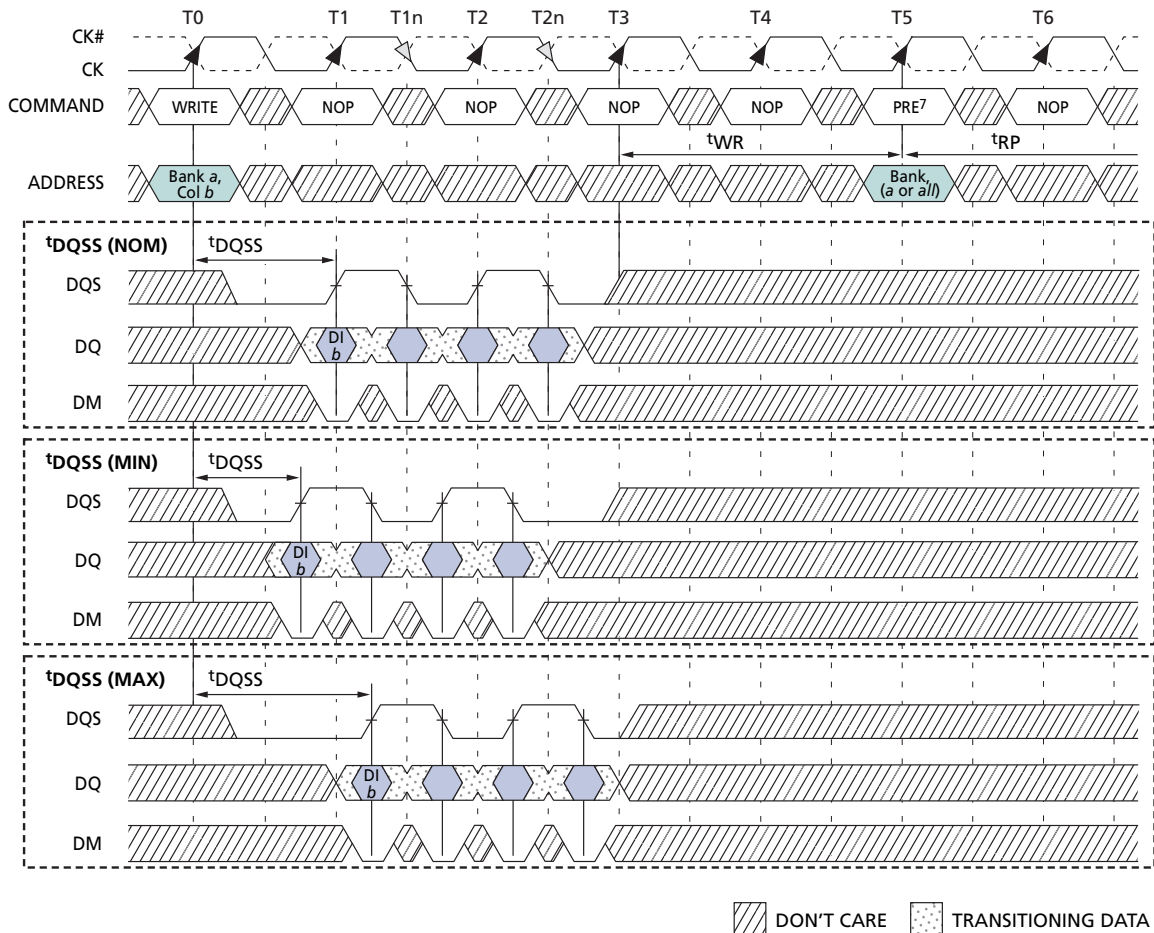 T0 T1 T1n T2 T2n T3 T4 T5 T6
CK#
CK
COMMAND WRITE NOP NOP NOP NOP PRE7 NOP
tWR tRP
ADDRESS Bank a, Col b Bank, (a or all)
tDQSS (NOM) tDQSS
DQS
DQ DI b
DM
tDQSS (MIN) tDQSS
DQS
DQ DI b
DM
tDQSS (MAX) tDQSS
DQS
DQ DI b
DM
DON'T CARE TRANSITIONING DATA